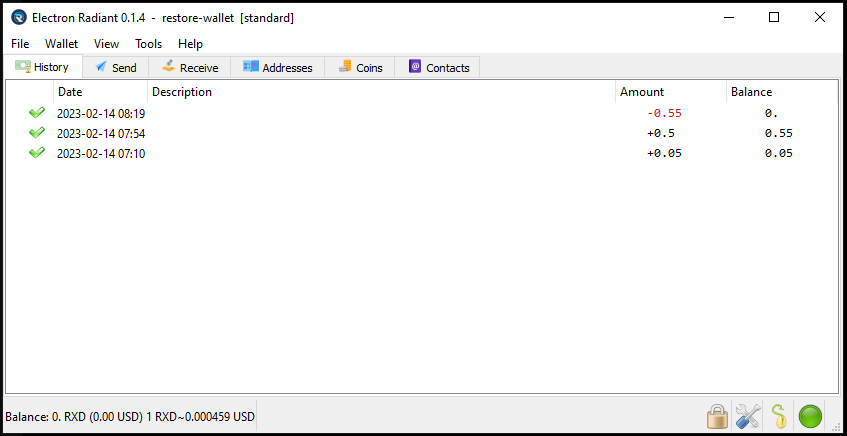 Electron Radiant 0.1.4 - restore-wallet [standard]
File Wallet View Tools Help
History Send Receive Addresses Coins Contacts
Date Description Amount Balance
2023-02-14 08:19 -0.55 0.
2023-02-14 07:54 +0.5 0.55
2023-02-14 07:10 +0.05 0.05
Balance: 0. RXD (0.00 USD) 1 RXD~0.000459 USD